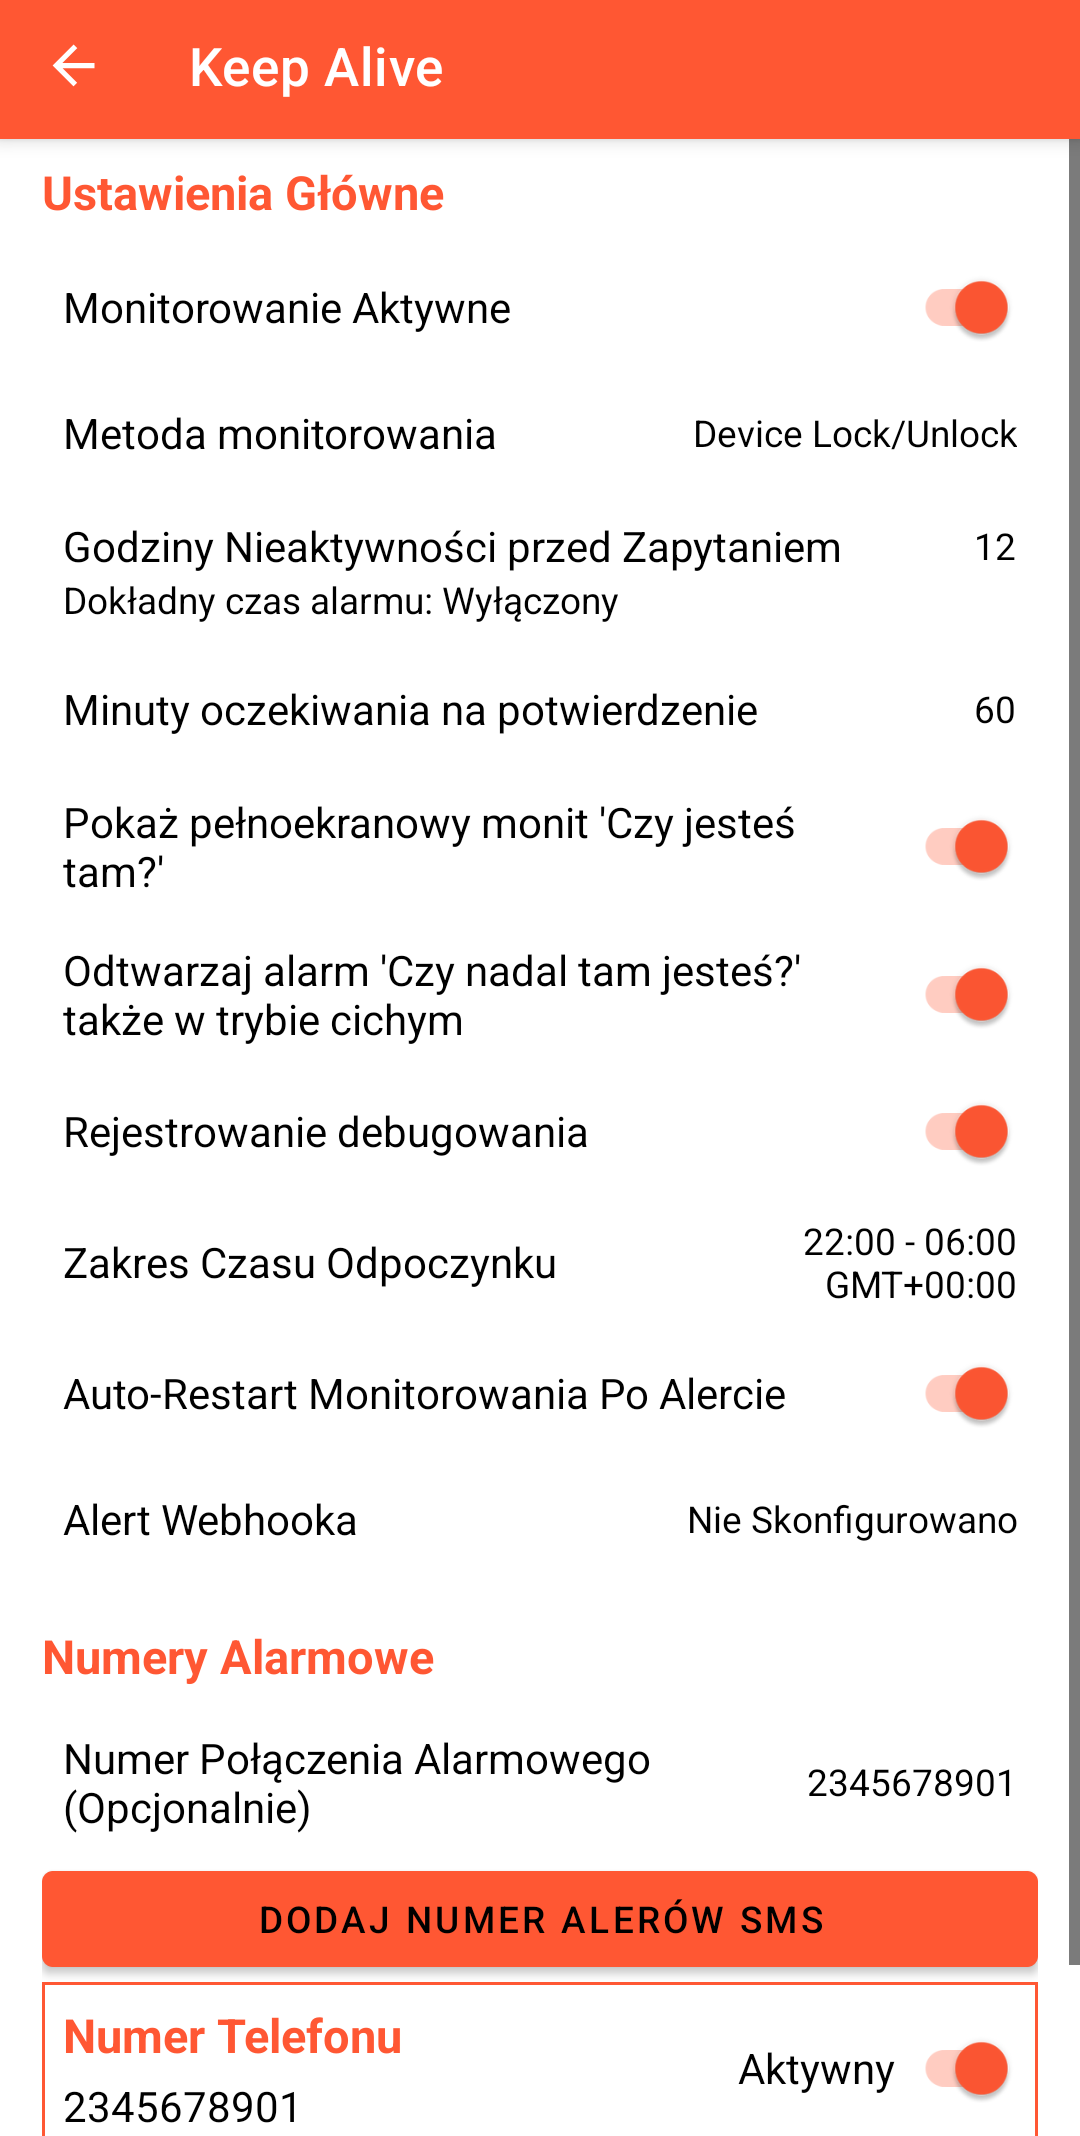 Keep Alive
Ustawienia Główne
Monitorowanie Aktywne
Metoda monitorowania
Device Lock/Unlock
Godziny Nieaktywności przed Zapytaniem
12
Dokładny czas alarmu: Wyłączony
Minuty oczekiwania na potwierdzenie
60
Pokaż pełnoekranowy monit 'Czy jesteś
tam?'
Odtwarzaj alarm 'Czy nadal tam jesteś?'
także w trybie cichym
Rejestrowanie debugowania
Zakres Czasu Odpoczynku
22:00 - 06:00
GMT+00:00
Auto-Restart Monitorowania Po Alercie
Alert Webhooka
Nie Skonfigurowano
Numery Alarmowe
Numer Połączenia Alarmowego
(Opcjonalnie)
2345678901
DODAJ NUMER ALERÓW SMS
Numer Telefonu
2345678901
Aktywny